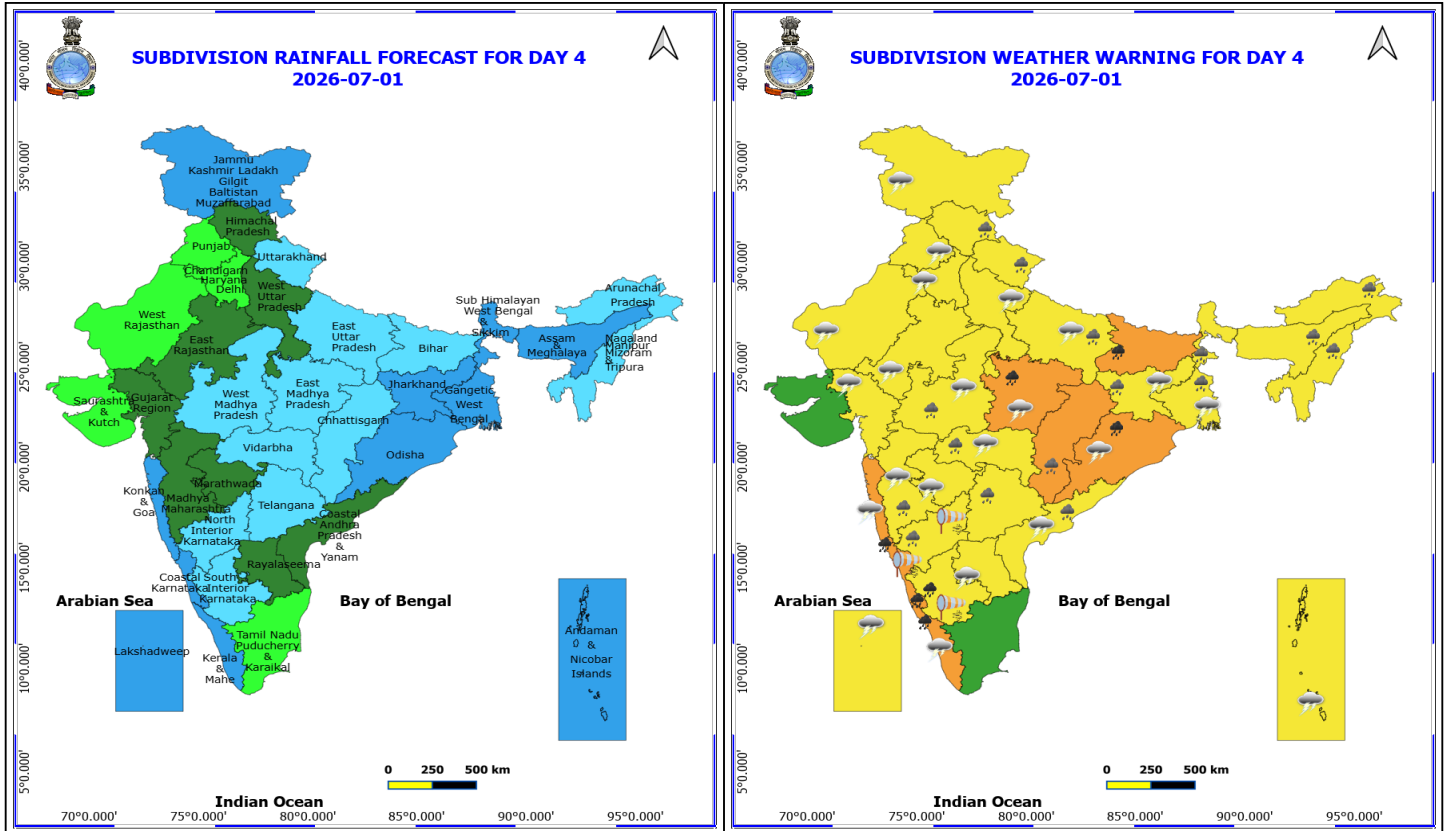 SUBDIVISION RAINFALL FORECAST FOR DAY 4
2026-07-01
40°0.000'
35°0.000'
30°0.000'
25°0.000'
20°0.000'
15°0.000'
10°0.000'
5°0.000'
Jammu
Kashmir Ladakh
Gilgit
Baltistan
Muzaffarabad
Himachal
Pradesh
Punjab
Uttarakhand
Chandigarh
Haryana
Delhi
West
Uttar
Pradesh
West
Rajasthan
East
Rajasthan
East
Uttar
Pradesh
Bihar
Sub Himalayan
West Bengal
&
Sikkim
Arunachal
Pradesh
Assam
&
Meghalaya
Nagaland
Manipur
Mizoram
&
Tripura
Saurashtra
&
Kutch
Gujarat
Region
West
Madhya
Pradesh
East
Madhya
Pradesh
Jharkhand
Gangetic
West
Bengal
Chhattisgarh
Vidarbha
Odisha
Konkan
&
Goa
Madhya
Maharashtra
Marathwada
Telangana
North
Interior
Karnataka
Coastal
Andhra
Pradesh
&
Yanam
Rayalaseema
Coastal
Karnataka
South
Interior
Karnataka
Tamil Nadu
Puducherry
&
Karaikal
Kerala
&
Mahe
Lakshadweep
Andaman
&
Nicobar
Islands
Arabian Sea
Bay of Bengal
Indian Ocean
0 250 500 km
70°0.000' 75°0.000' 80°0.000' 85°0.000' 90°0.000' 95°0.000'
SUBDIVISION WEATHER WARNING FOR DAY 4
2026-07-01
40°0.000'
35°0.000'
30°0.000'
25°0.000'
20°0.000'
15°0.000'
10°0.000'
5°0.000'
Arabian Sea
Bay of Bengal
Indian Ocean
0 250 500 km
70°0.000' 75°0.000' 80°0.000' 85°0.000' 90°0.000' 95°0.000'